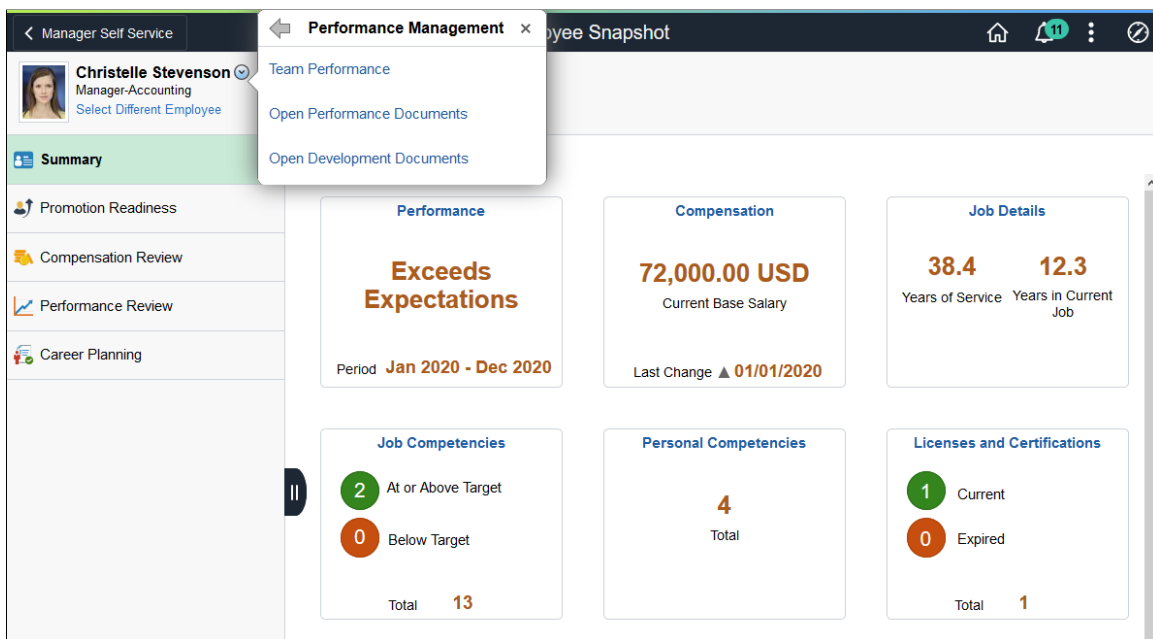 Manager Self Service
Performance Management ×
oyee Snapshot
11
Christelle Stevenson
Manager-Accounting
Select Different Employee
Team Performance
Open Performance Documents
Open Development Documents
Summary
Promotion Readiness
Compensation Review
Performance Review
Career Planning
Performance
Exceeds
Expectations
Period Jan 2020 - Dec 2020
Compensation
72,000.00 USD
Current Base Salary
Last Change ▲ 01/01/2020
Job Details
38.4 12.3
Years of Service Years in Current
Job
Job Competencies
2 At or Above Target
0 Below Target
Total 13
Personal Competencies
4
Total
Licenses and Certifications
1 Current
0 Expired
Total 1